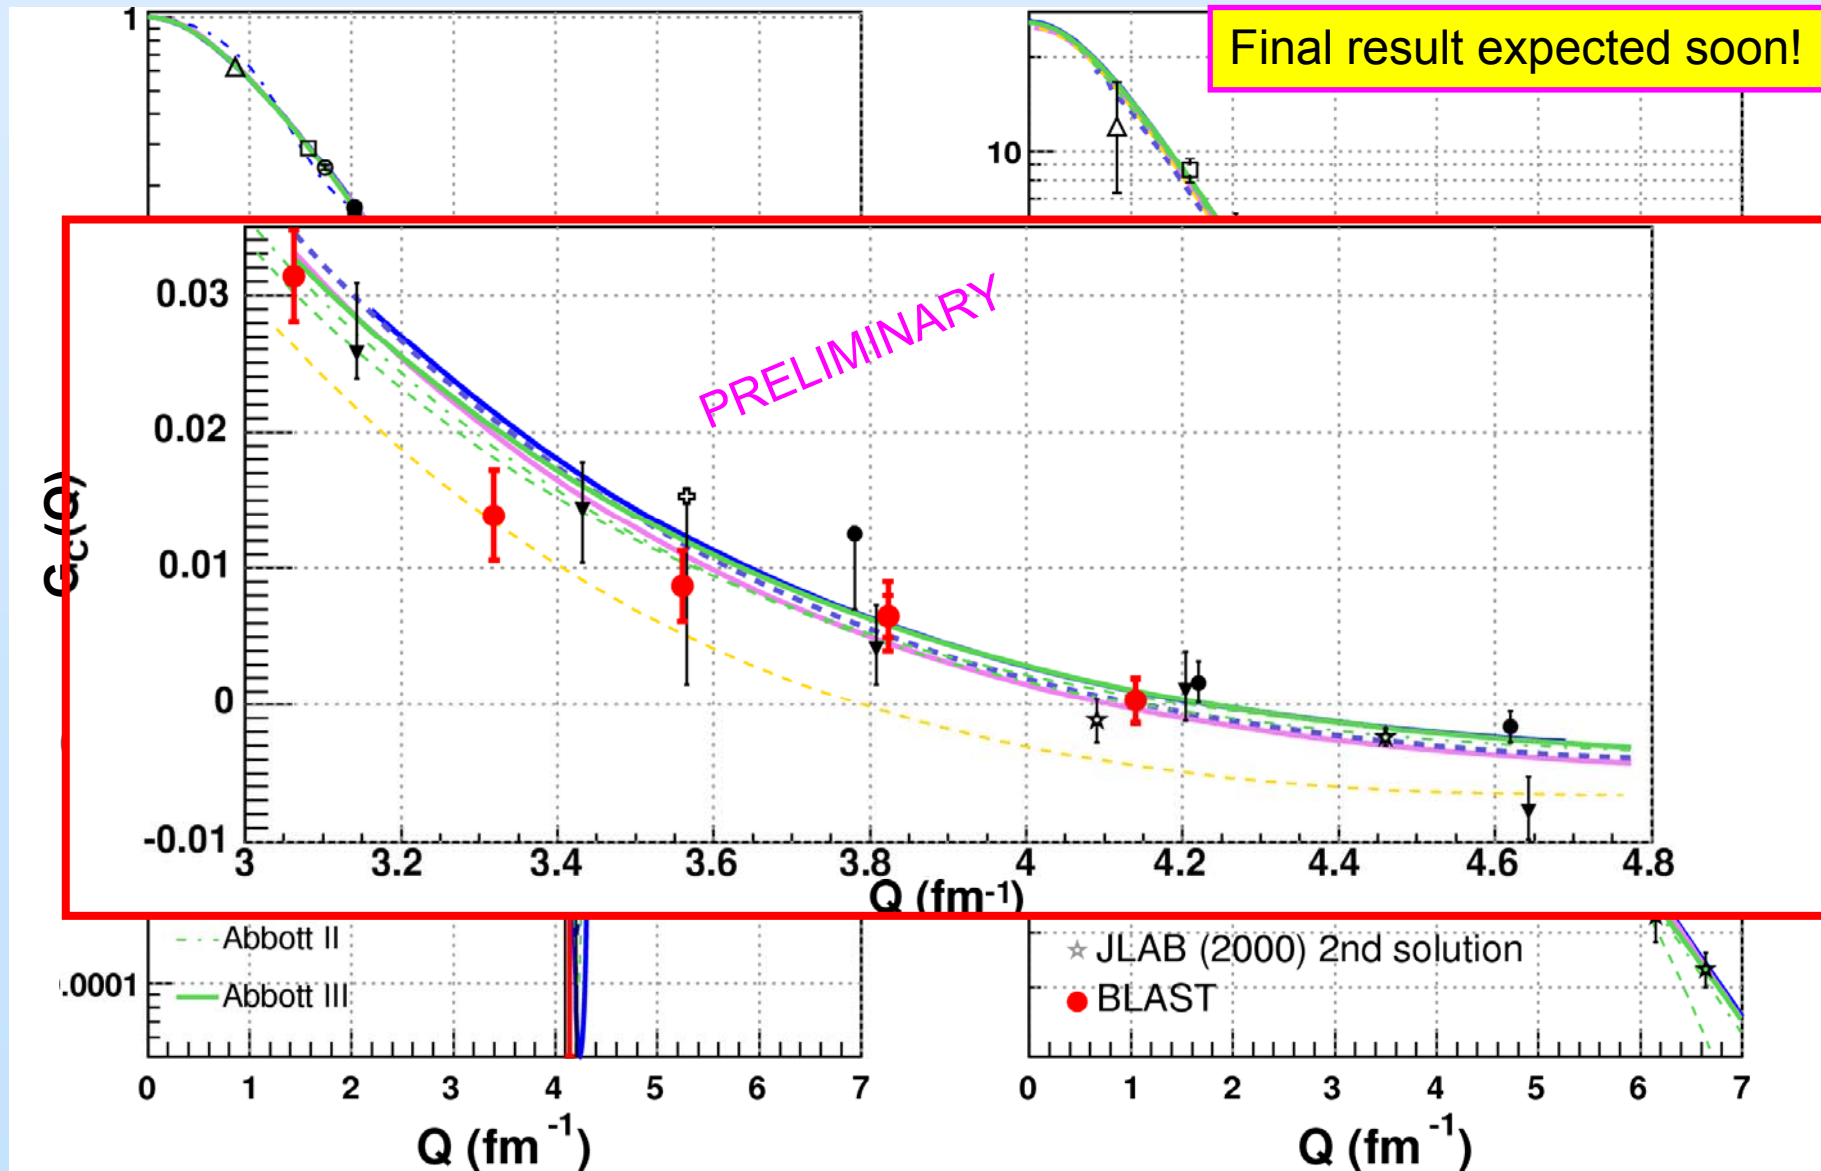 1
Final result expected soon!
10
0.03
PRELIMINARY
0.02
G_C(Q)
0.01
0
-0.01
3 3.2 3.4 3.6 3.8 4 4.2 4.4 4.6 4.8
Q (fm⁻¹)
Abbott II
.0001
Abbott III
JLAB (2000) 2nd solution
BLAST
0 1 2 3 4 5 6 7
0 1 2 3 4 5 6 7
Q (fm⁻¹)
Q (fm⁻¹)